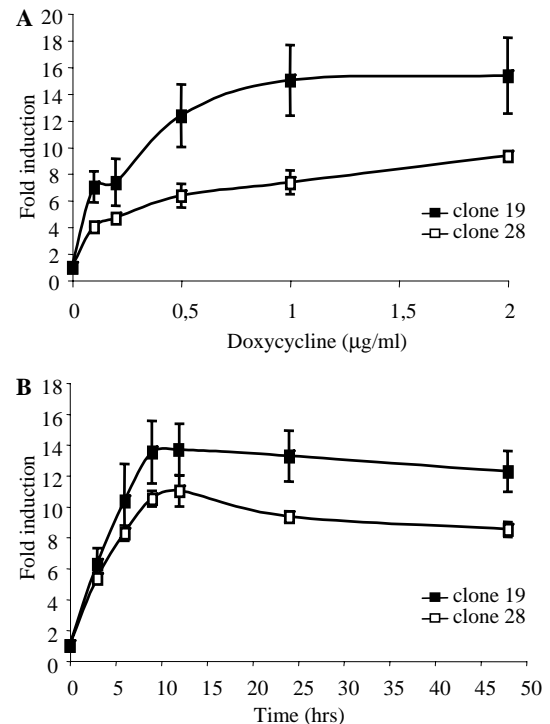 A
20
18
16
14
12
10
8
6
4
2
0
Fold induction
clone 19
clone 28
0 0,5 1 1,5 2
Doxycycline (μg/ml)
B
18
16
14
12
10
8
6
4
2
0
Fold induction
clone 19
clone 28
0 5 10 15 20 25 30 35 40 45 50
Time (hrs)